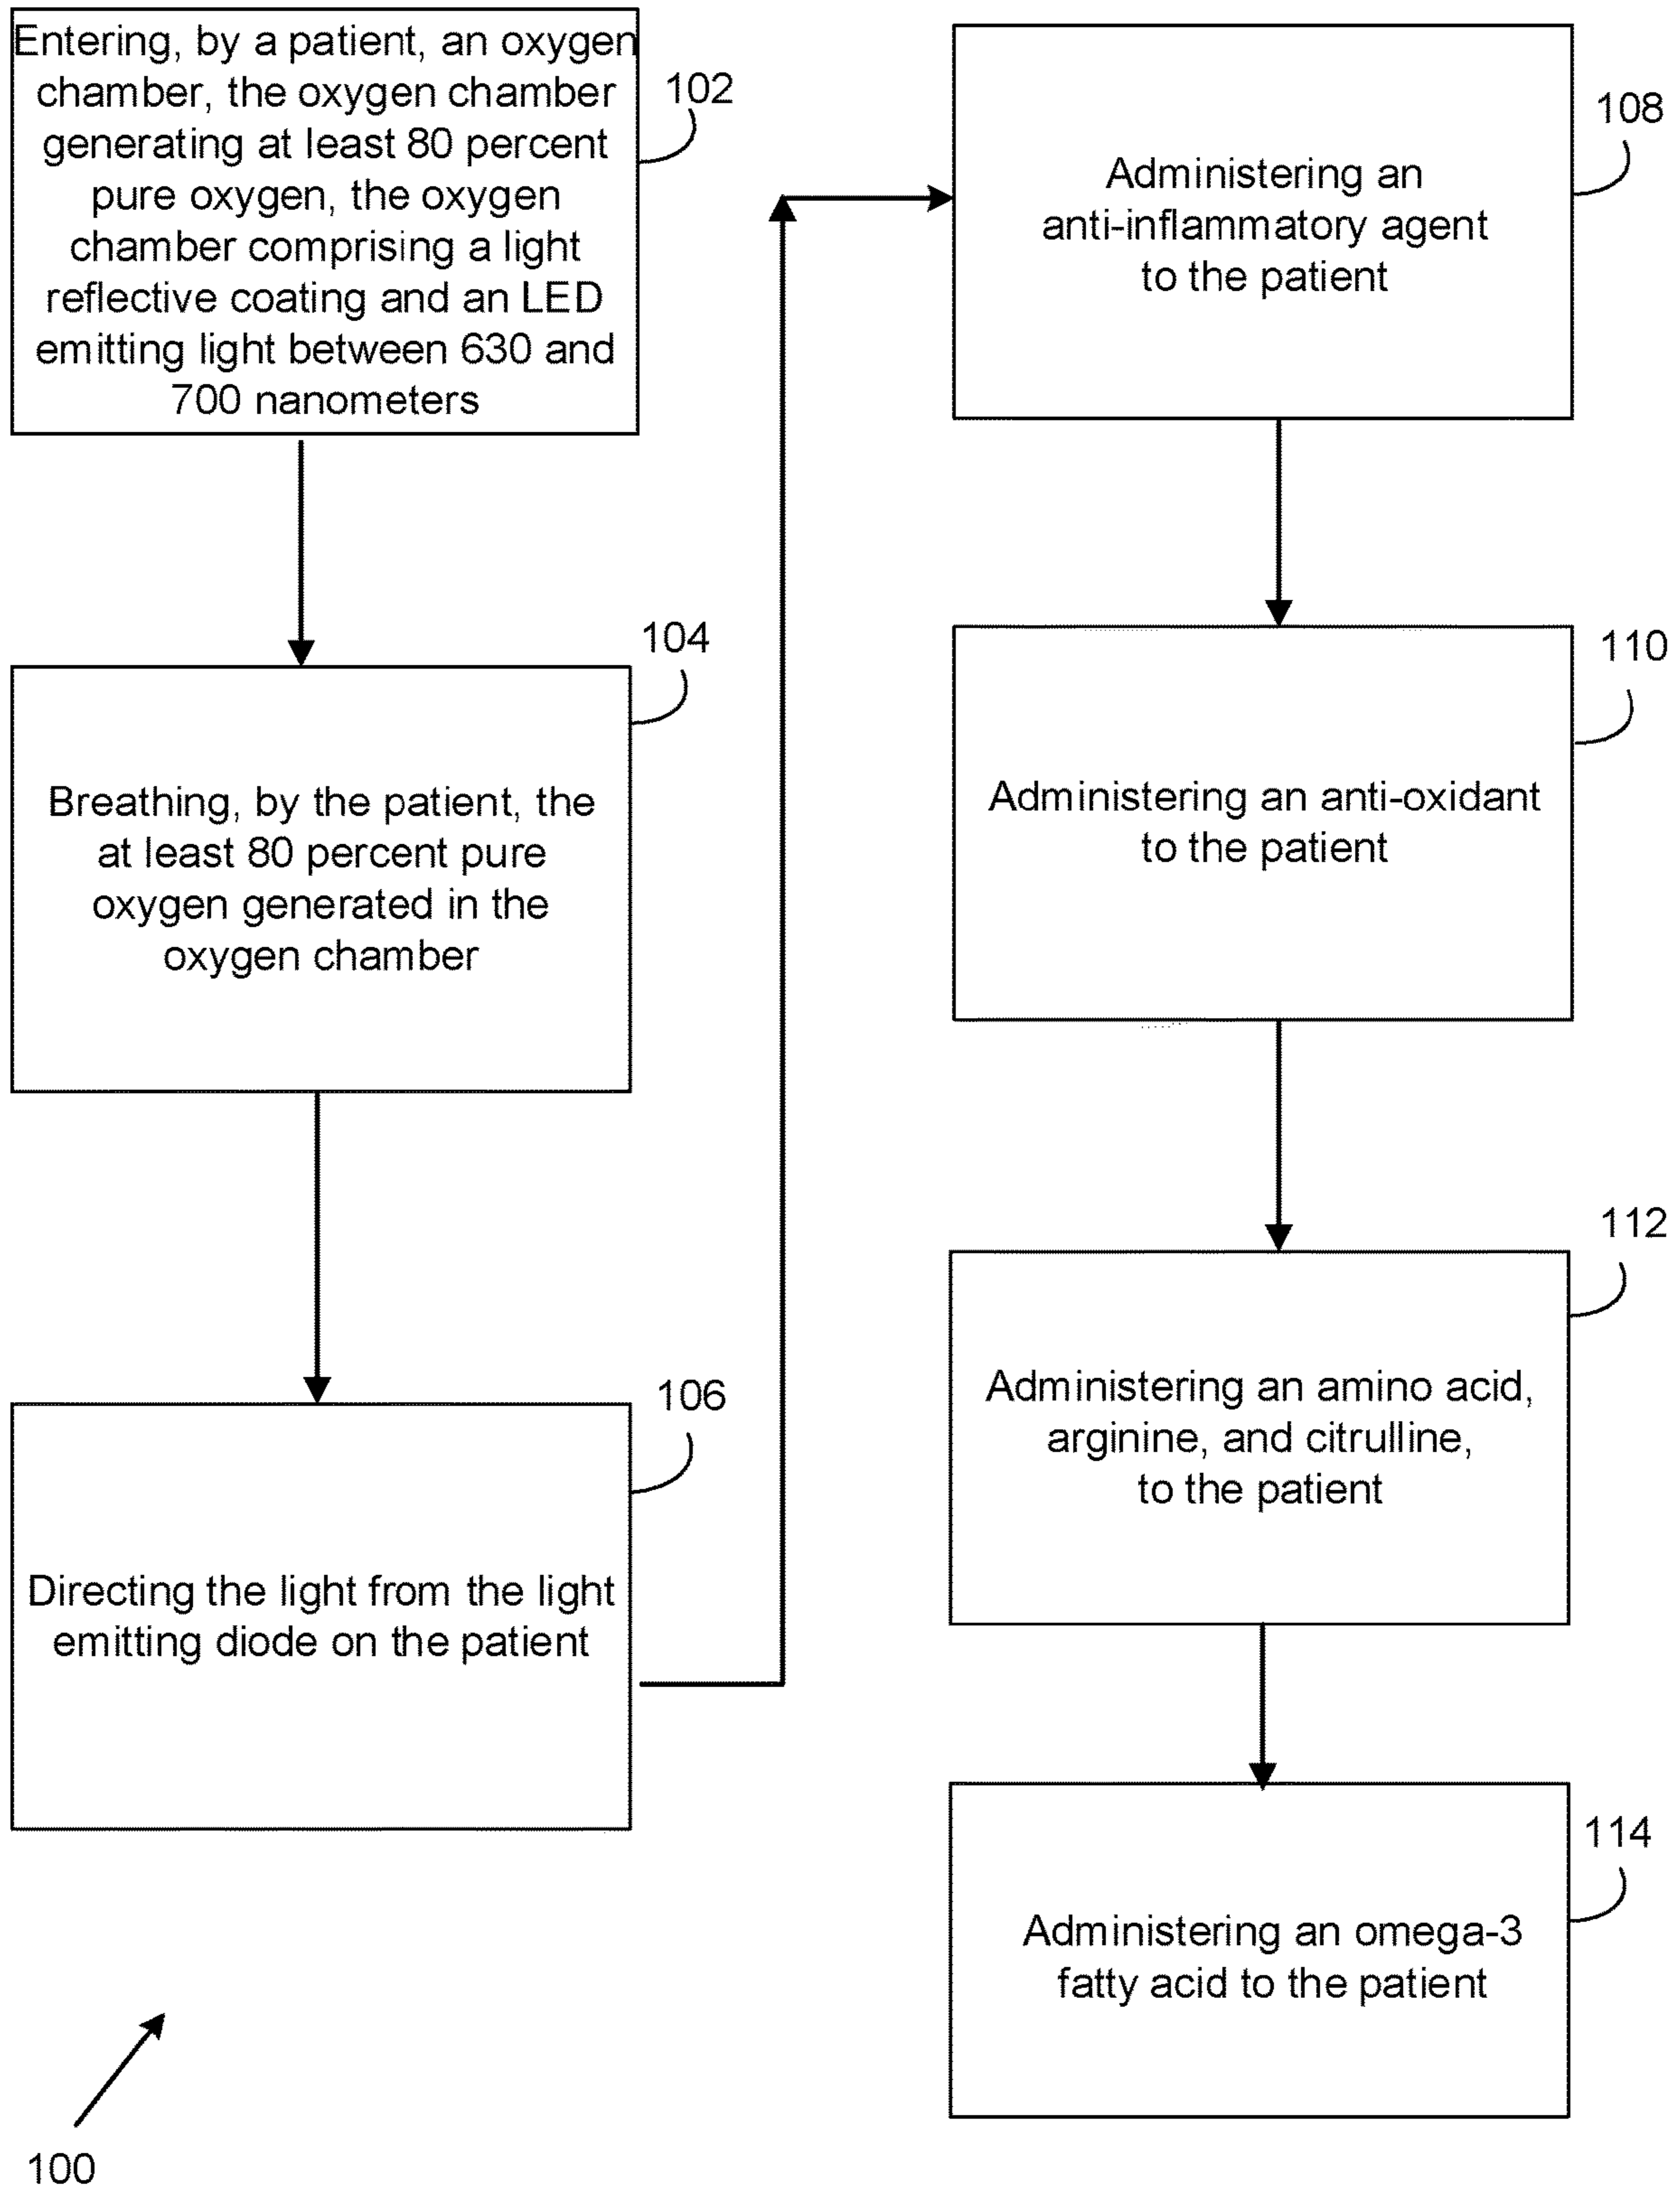 Entering, by a patient, an oxygen
chamber, the oxygen chamber
generating at least 80 percent
pure oxygen, the oxygen
chamber comprising a light
reflective coating and an LED
emitting light between 630 and
700 nanometers
102
Breathing, by the patient, the
at least 80 percent pure
oxygen generated in the
oxygen chamber
104
Directing the light from the light
emitting diode on the patient
106
Administering an
anti-inflammatory agent
to the patient
108
Administering an anti-oxidant
to the patient
110
Administering an amino acid,
arginine, and citrulline,
to the patient
112
Administering an omega-3
fatty acid to the patient
114
100